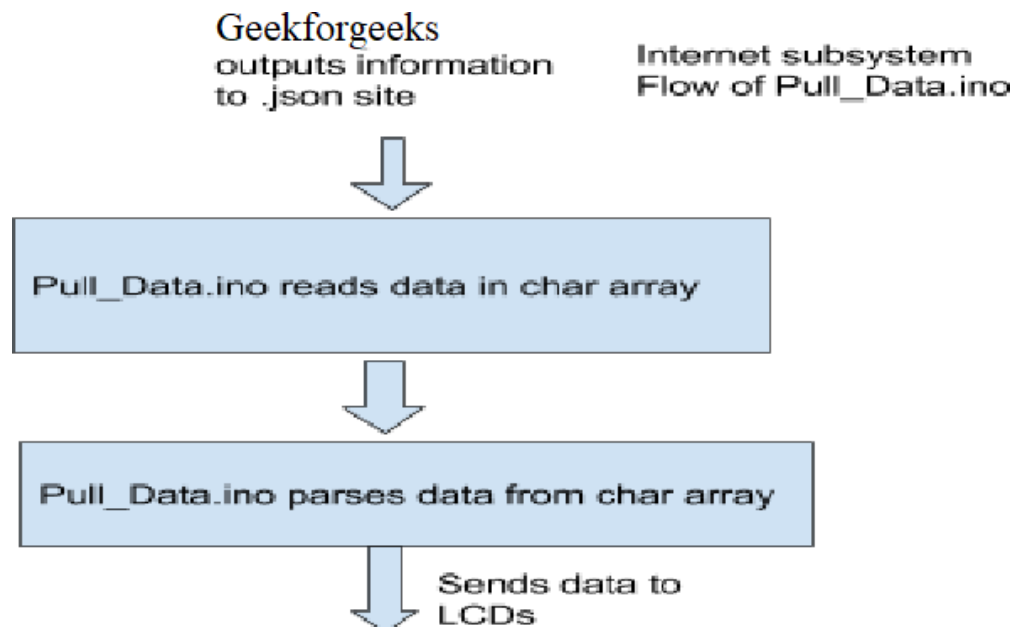 Geekforgeeks
outputs information
to .json site
Internet subsystem
Flow of Pull_Data.ino
Pull_Data.ino reads data in char array
Pull_Data.ino parses data from char array
Sends data to
LCDs